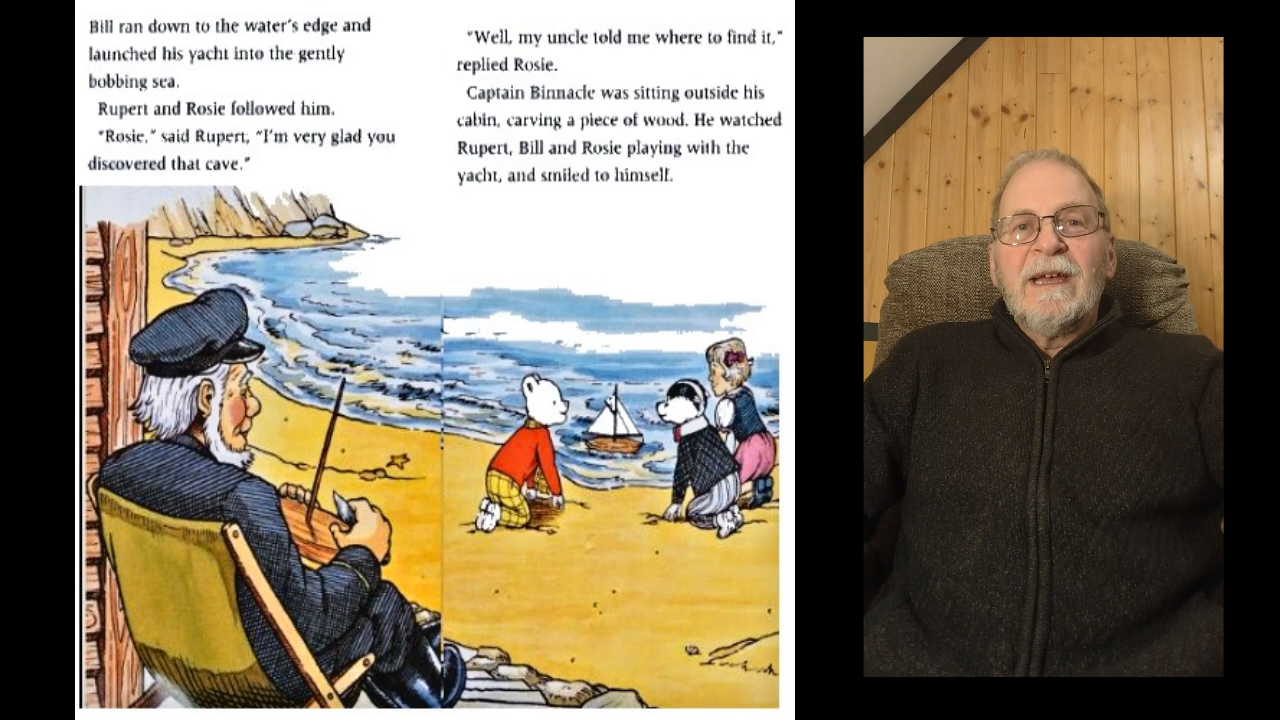 Bill ran down to the water's edge and
launched his yacht into the gently
bobbing sea.
Rupert and Rosie followed him.
"Rosie," said Rupert, "I'm very glad you
discovered that cave."
"Well, my uncle told me where to find it,"
replied Rosie.
Captain Binnacle was sitting outside his
cabin, carving a piece of wood. He watched
Rupert, Bill and Rosie playing with the
yacht, and smiled to himself.